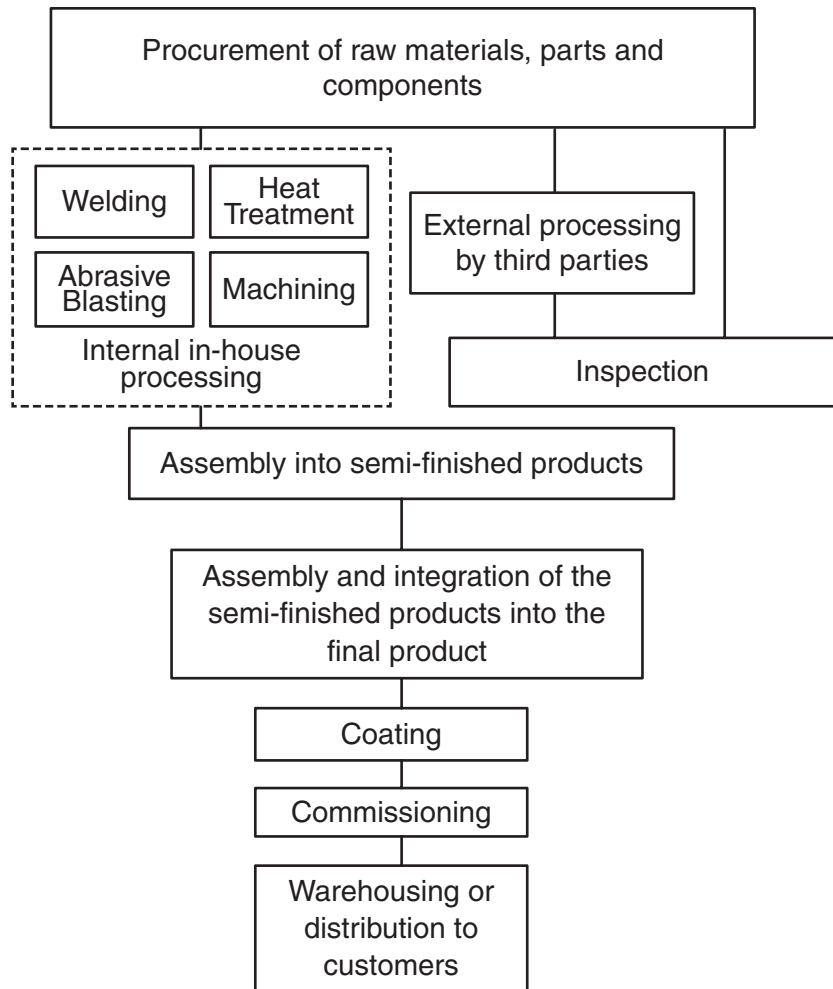 Procurement of raw materials, parts and
components
Welding
Heat
Treatment
Abrasive
Blasting
Machining
Internal in-house
processing
External processing
by third parties
Inspection
Assembly into semi-finished products
Assembly and integration of the
semi-finished products into the
final product
Coating
Commissioning
Warehousing or
distribution to
customers